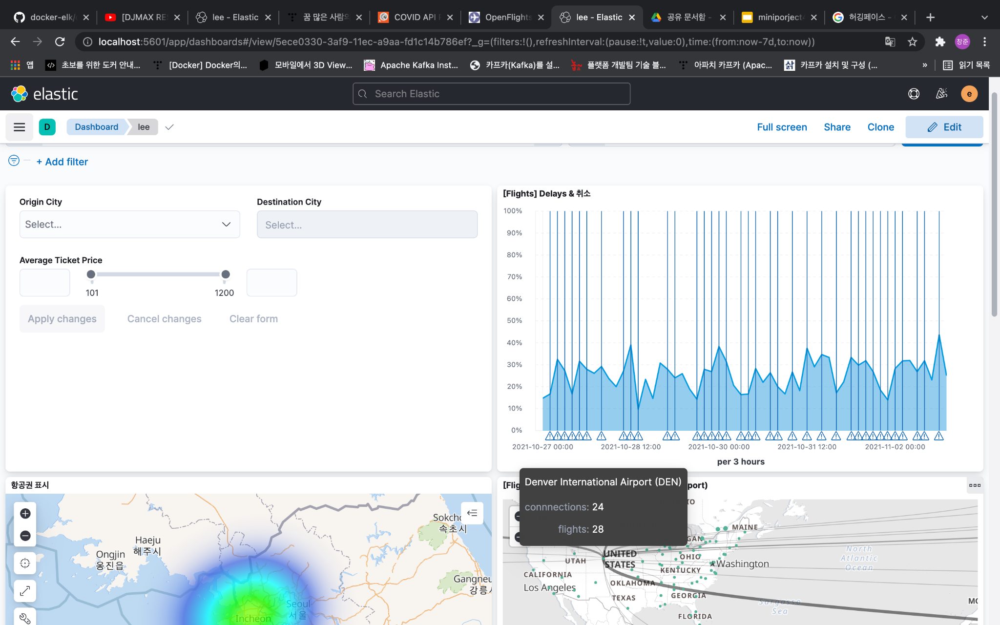 docker-elk/
[DJMAX RES
lee - Elastic
꿈 많은 사람의
COVID API
OpenFlights
lee - Elastic
공유 문서함 -
miniporject
허깅페이스 -
localhost:5601/app/dashboards#/view/5ece0330-3af9-11ec-a9aa-fd1c14b786ef?_g=(filters:!(),refreshInterval:(pause:!t,value:0),time:(from:now-7d,to:now))
창준
앱
초보를 위한 도커 안내...
[Docker] Docker의...
모바일에서 3D View...
Apache Kafka Inst...
카프카(Kafka)를 설...
플랫폼 개발팀 기술 블...
아파치 카프카 (Apac...
삵
카프카 설치 및 구성 (...
»
읽기 목록
elastic
Search Elastic
e
D
Dashboard
lee
Full screen
Share
Clone
Edit
+ Add filter
Origin City
Destination City
Select...
Select...
Average Ticket Price
101
1200
Apply changes
Cancel changes
Clear form
[Flights] Delays & 취소
100%
90%
80%
70%
60%
50%
40%
30%
20%
10%
0%
2021-10-27 00:00
2021-10-28 12:00
2021-10-30 00:00
2021-10-31 12:00
2021-11-02 00:00
per 3 hours
항공권 표시
Sokcho
속초시
Haeju
해주시
Ongjin
옹진읍
Gangneu
강릉시
Seoul
서울
Incheon
[Flig
port)
Denver International Airport (DEN)
connnections: 24
flights: 28
IO
MAINE
GAN
UNITED
STATES
UTAH
OHIO
Washington
KENTUCKY
CALIFORNIA
Los Angeles
OKLAHOMA
TEXAS
GEORGIA
FLORIDA
North
Atlantic
Ocean
Sargasso
Sea
MO